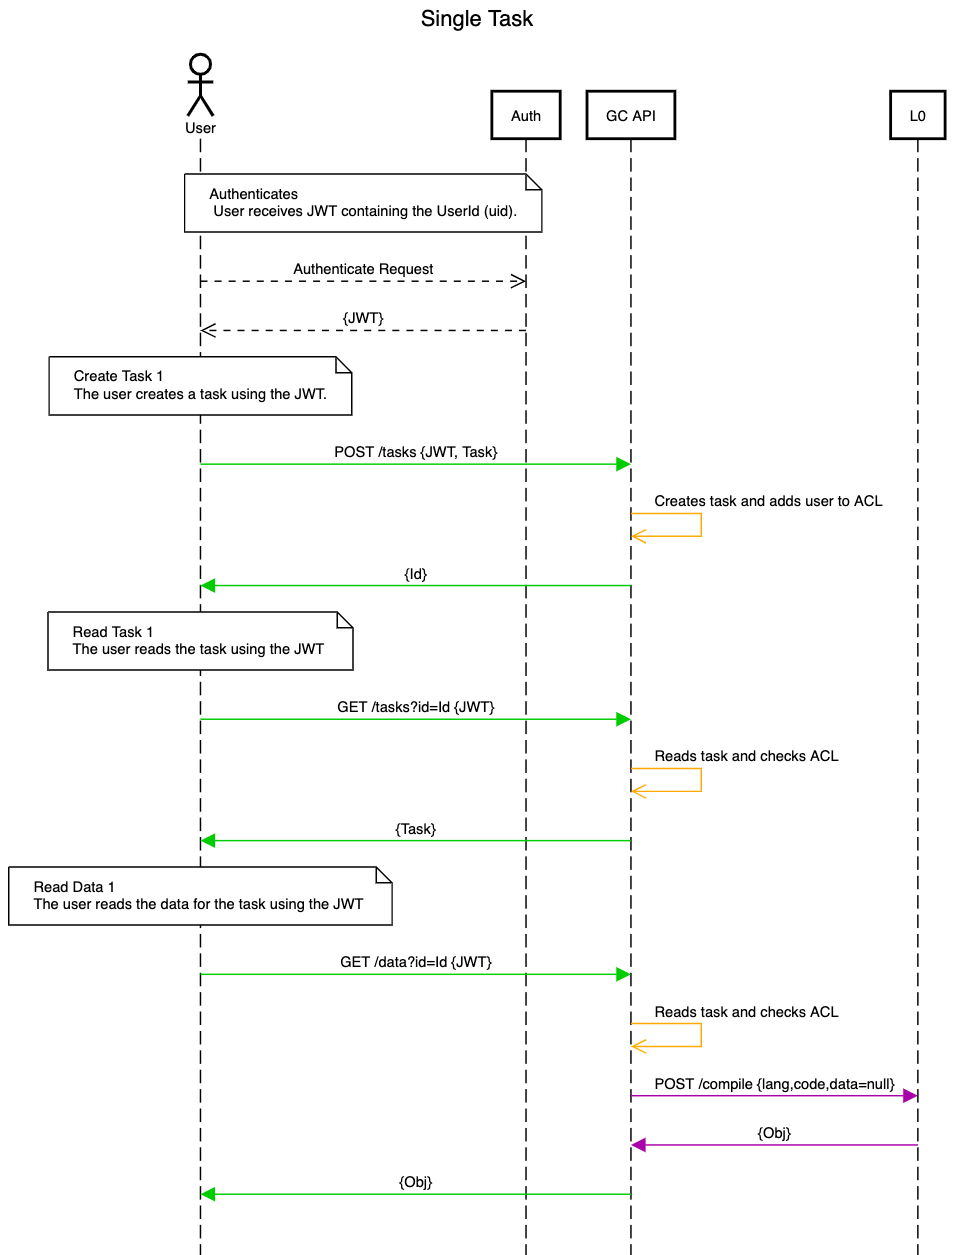 Single Task
User
Auth
GC API
L0
Authenticates
User receives JWT containing the UserId (uid).
Authenticate Request
{JWT}
Create Task 1
The user creates a task using the JWT.
POST /tasks {JWT, Task}
Creates task and adds user to ACL
{Id}
Read Task 1
The user reads the task using the JWT
GET /tasks?id=Id {JWT}
Reads task and checks ACL
{Task}
Read Data 1
The user reads the data for the task using the JWT
GET /data?id=Id {JWT}
Reads task and checks ACL
POST /compile {lang,code,data=null}
{Obj}
{Obj}